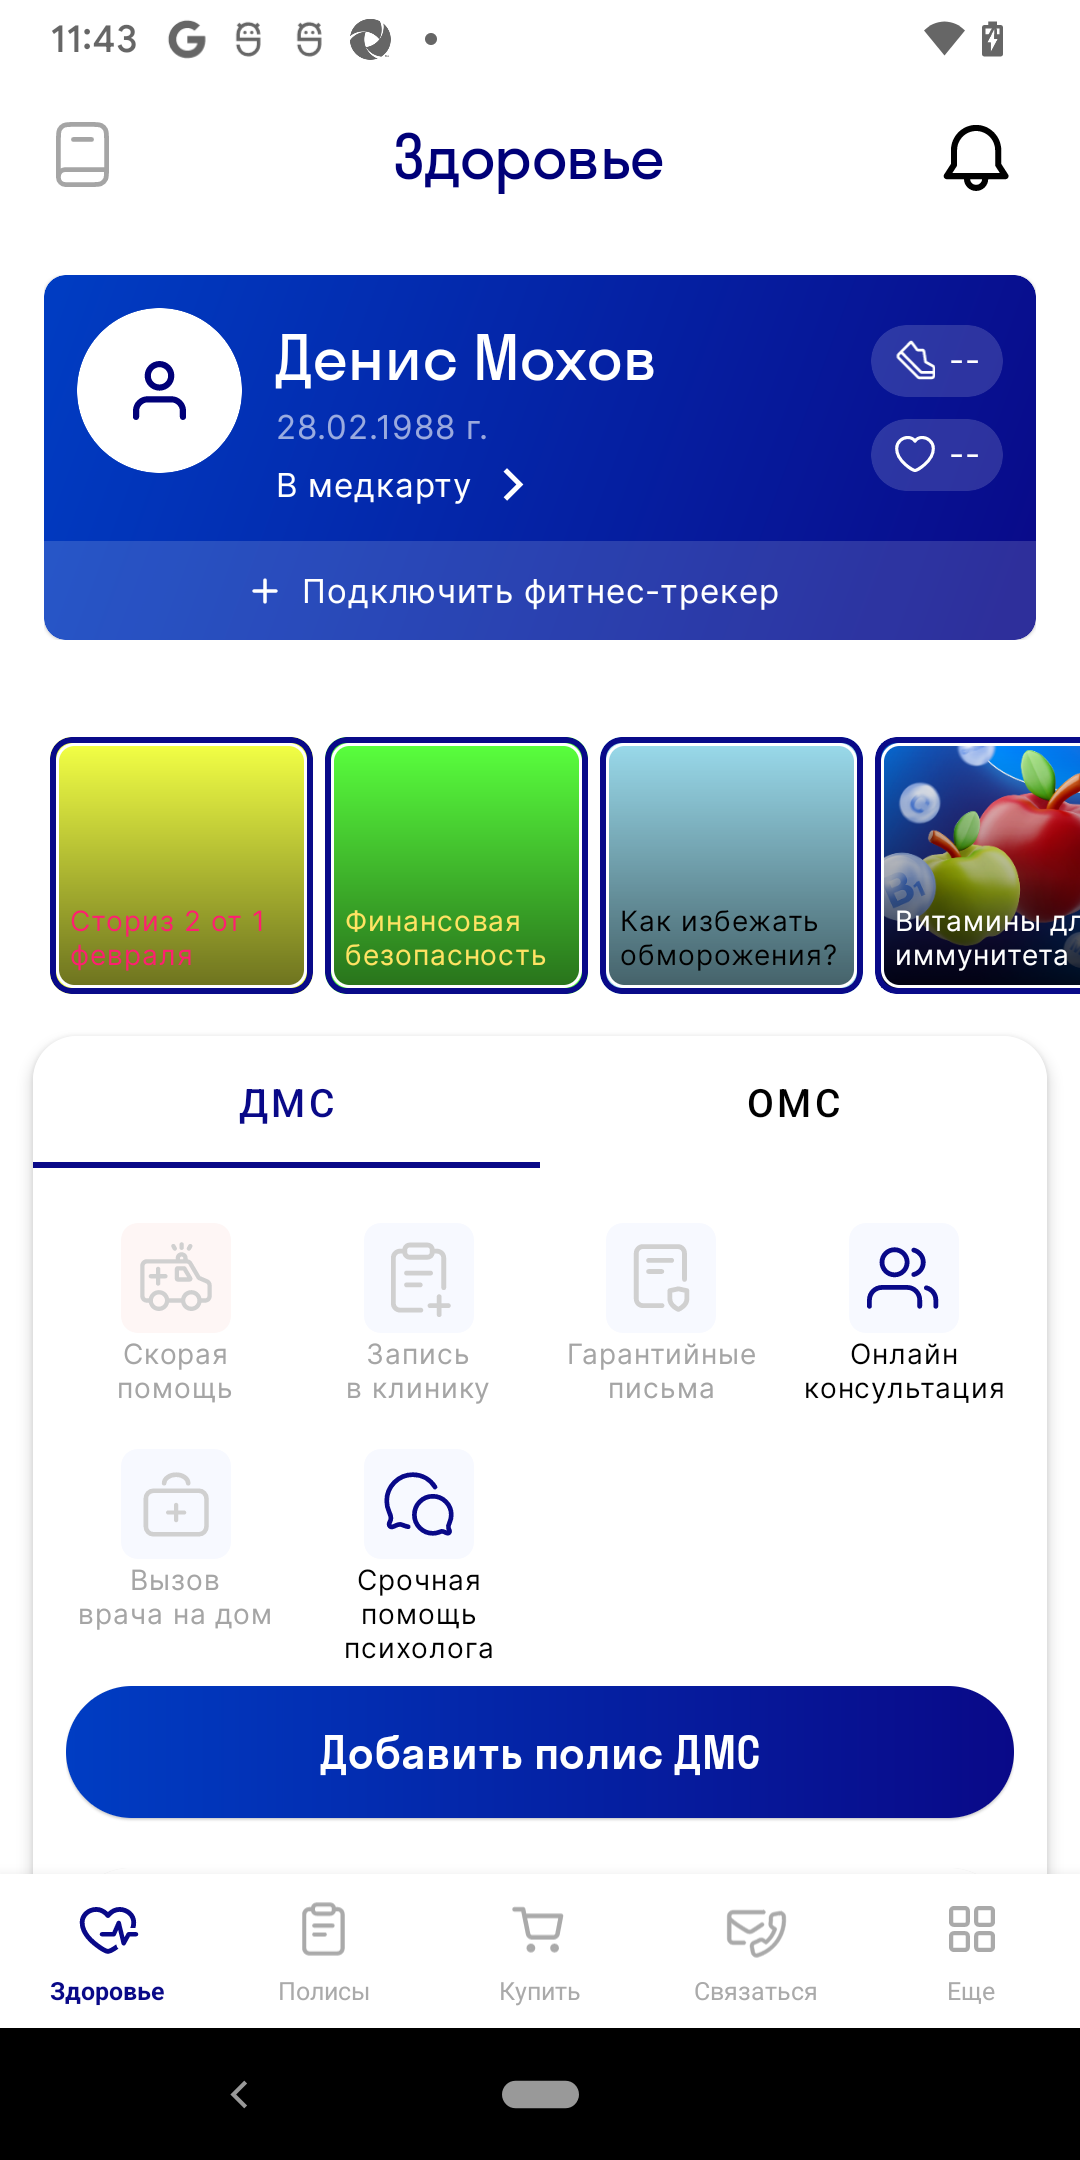 11:43
Здоровье
Денис Мохов
28.02.1988 г.
В медкарту
--
--
Подключить фитнес-трекер
Сториз 2 от 1
февраля
Финансовая
безопасность
Как избежать
обморожения?
B1
Витамины дл
иммунитета
ДМС
ОМС
Скорая
помощь
Запись
в клинику
Гарантийные
письма
Онлайн
консультация
Вызов
врача на дом
Срочная
помощь
психолога
Добавить полис ДМС
Здоровье
Полисы
Купить
Связаться
Еще